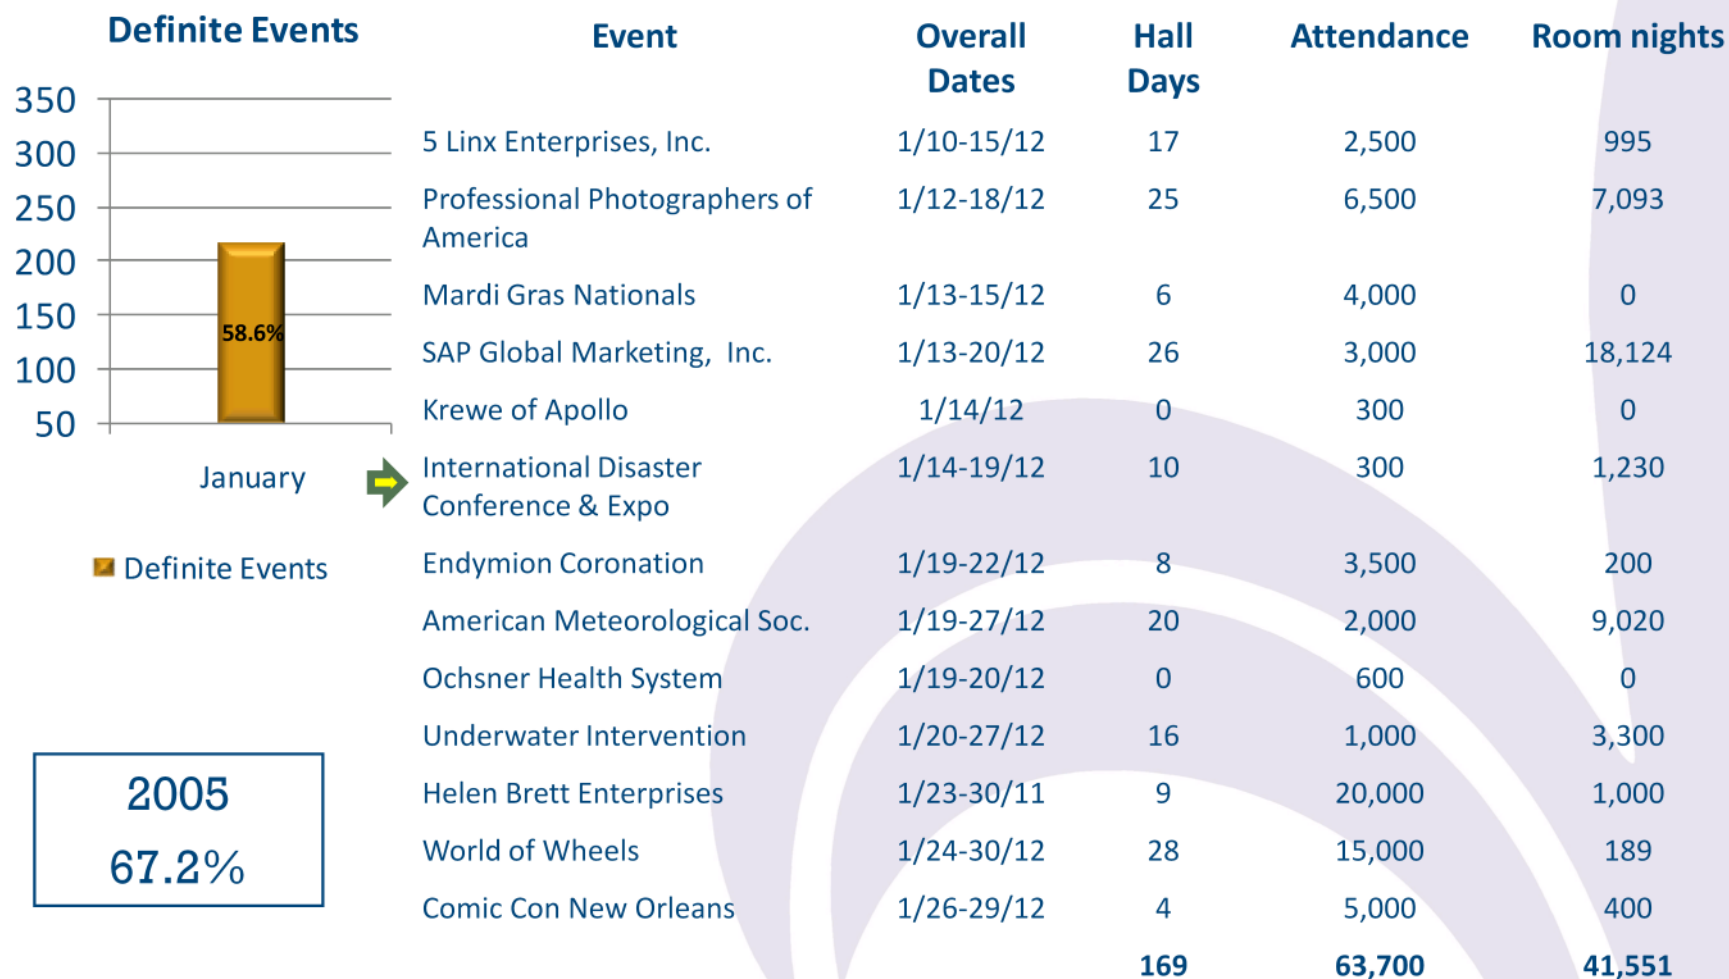 Definite Events
350
300
250
200
150
100
50
58.6%
January
Definite Events
2005
67.2%
Event Overall Dates Hall Days Attendance Room nights
5 Linx Enterprises, Inc. 1/10-15/12 17 2,500 995
Professional Photographers of 1/12-18/12 25 6,500 7,093
America
Mardi Gras Nationals 1/13-15/12 6 4,000 0
SAP Global Marketing, Inc. 1/13-20/12 26 3,000 18,124
Krewe of Apollo 1/14/12 0 300 0
International Disaster 1/14-19/12 10 300 1,230
Conference & Expo
Endymion Coronation 1/19-22/12 8 3,500 200
American Meteorological Soc. 1/19-27/12 20 2,000 9,020
Ochsner Health System 1/19-20/12 0 600 0
Underwater Intervention 1/20-27/12 16 1,000 3,300
Helen Brett Enterprises 1/23-30/11 9 20,000 1,000
World of Wheels 1/24-30/12 28 15,000 189
Comic Con New Orleans 1/26-29/12 4 5,000 400
169 63,700 41,551